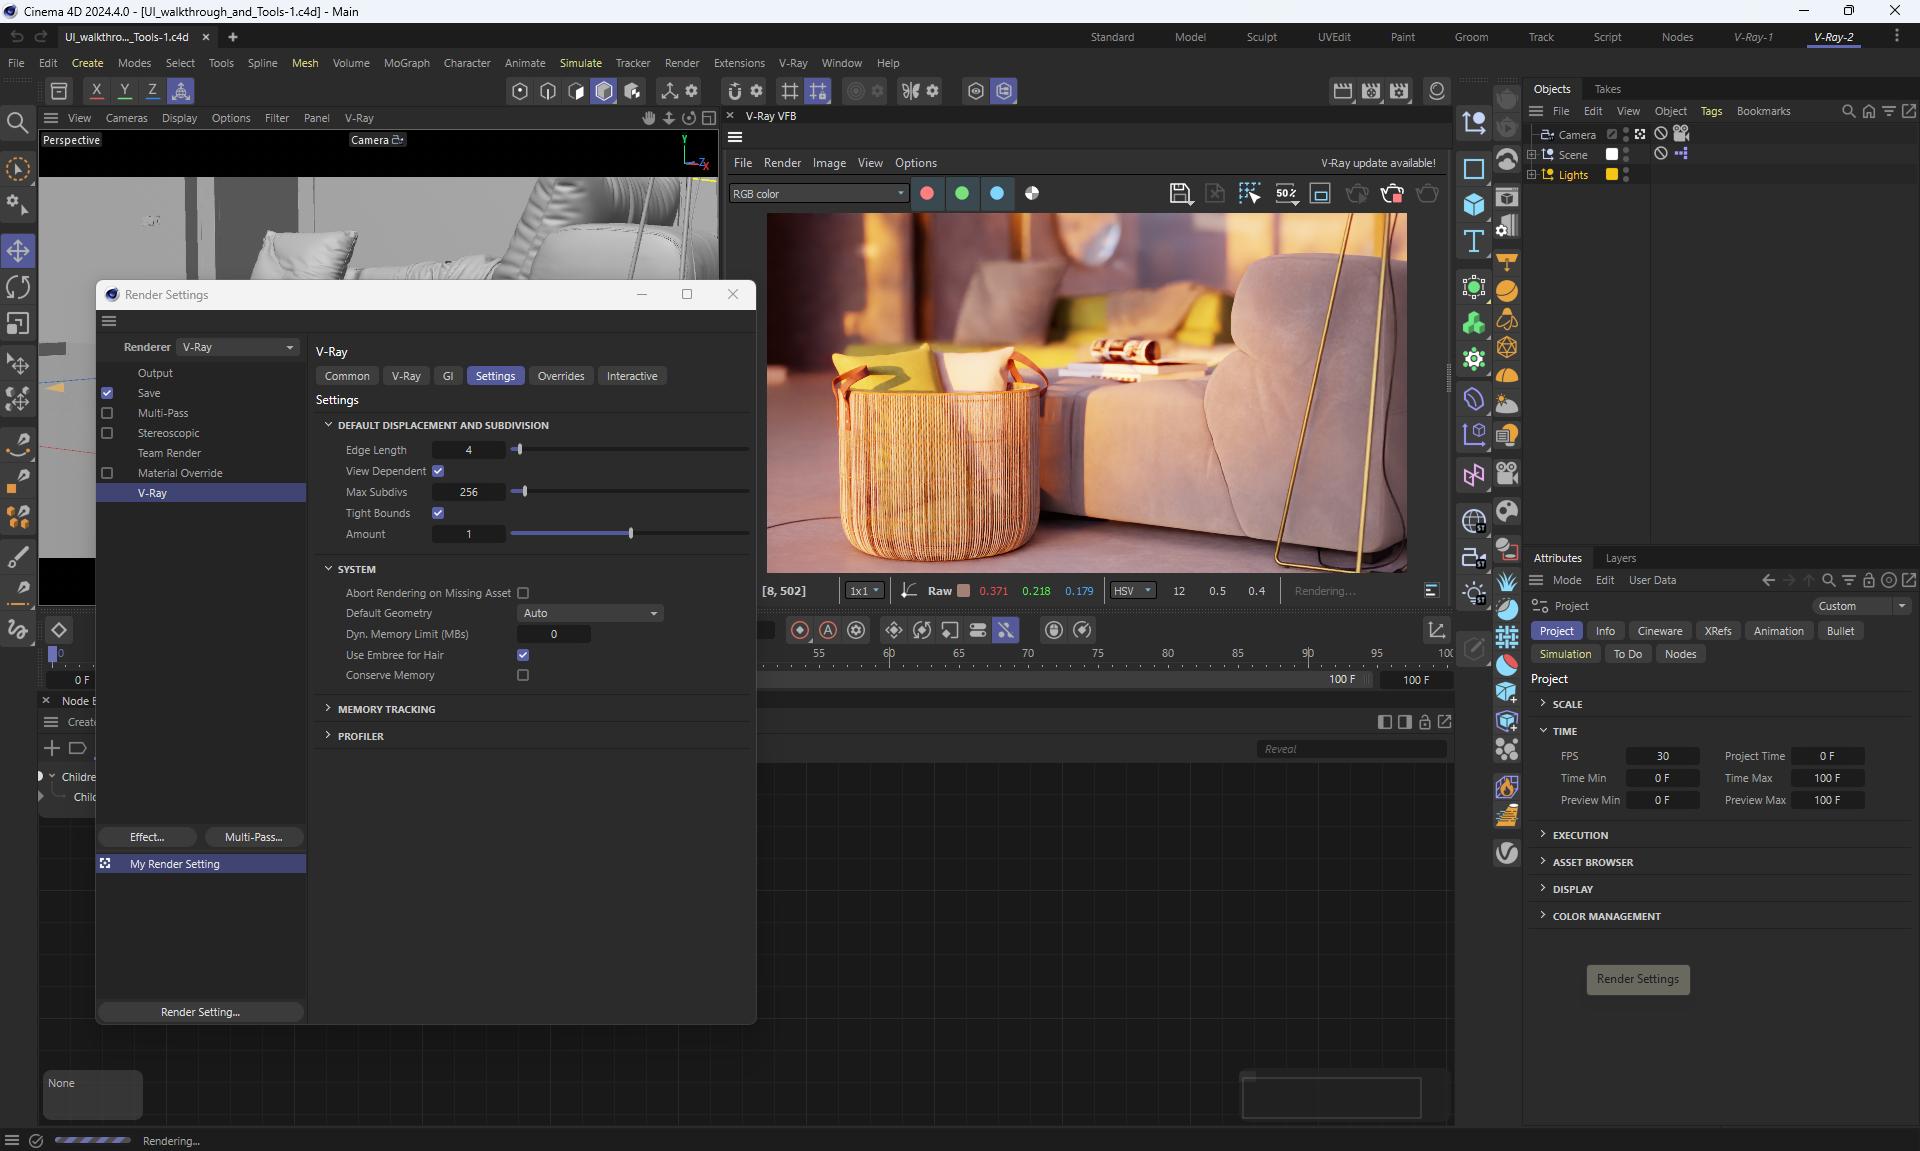 Cinema 4D 2024.4.0 - [UI_walkthrough_and_Tools-1.c4d] - Main
UI_walkthro..._Tools-1.c4d
Standard Model Sculpt UVEdit Paint Groom Track Script Nodes V-Ray-1 V-Ray-2
File Edit Create Modes Select Tools Spline Mesh Volume MoGraph Character Animate Simulate Tracker Render Extensions V-Ray Window Help
X Y Z
View Cameras Display Options Filter Panel V-Ray
Perspective
Camera
Y
Z
X
V-Ray VFB
File Render Image View Options
V-Ray update available!
RGB color
50%
[8, 502]
1x1
Raw 0.371 0.218 0.179
HSV
12 0.5 0.4
Rendering...
Render Settings
Renderer V-Ray
Output
Save
Multi-Pass
Stereoscopic
Team Render
Material Override
V-Ray
Effect...
Multi-Pass...
My Render Setting
Render Setting...
V-Ray
Common V-Ray GI Settings Overrides Interactive
Settings
DEFAULT DISPLACEMENT AND SUBDIVISION
Edge Length 4
View Dependent
Max Subdivs 256
Tight Bounds
Amount 1
SYSTEM
Abort Rendering on Missing Asset
Default Geometry Auto
Dyn. Memory Limit (MBs) 0
Use Embree for Hair
Conserve Memory
MEMORY TRACKING
PROFILER
A
0
55 60 65 70 75 80 85 90 95 100
0 F
100 F
100 F
Node E
Create
Reveal
Childre
Chilc
None
Rendering...
T
ST
ST
ST
Objects Takes
File Edit View Object Tags Bookmarks
Camera
Scene
Lights
Attributes Layers
Mode Edit User Data
Project
Custom
Project Info Cineware XRefs Animation Bullet
Simulation To Do Nodes
Project
SCALE
TIME
FPS 30 Project Time 0 F
Time Min 0 F Time Max 100 F
Preview Min 0 F Preview Max 100 F
EXECUTION
ASSET BROWSER
DISPLAY
COLOR MANAGEMENT
Render Settings